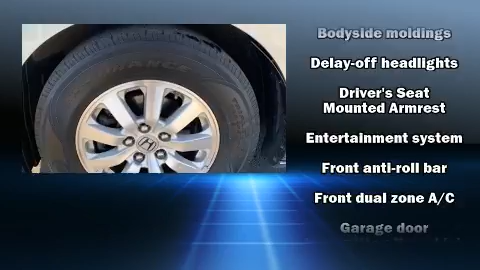 Bodyside moldings
Delay-off headlights
Driver's Seat
Mounted Armrest
Entertainment system
Front anti-roll bar
Front dual zone A/C
Garage door